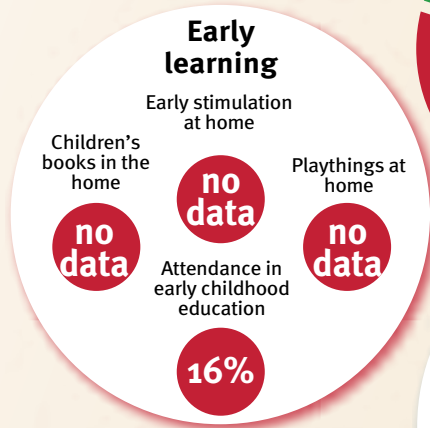 Early
learning
Early stimulation
at home
no
data
Children’s
books in the
home
no
data
Playthings at
home
no
data
Attendance in
early childhood
education
16%